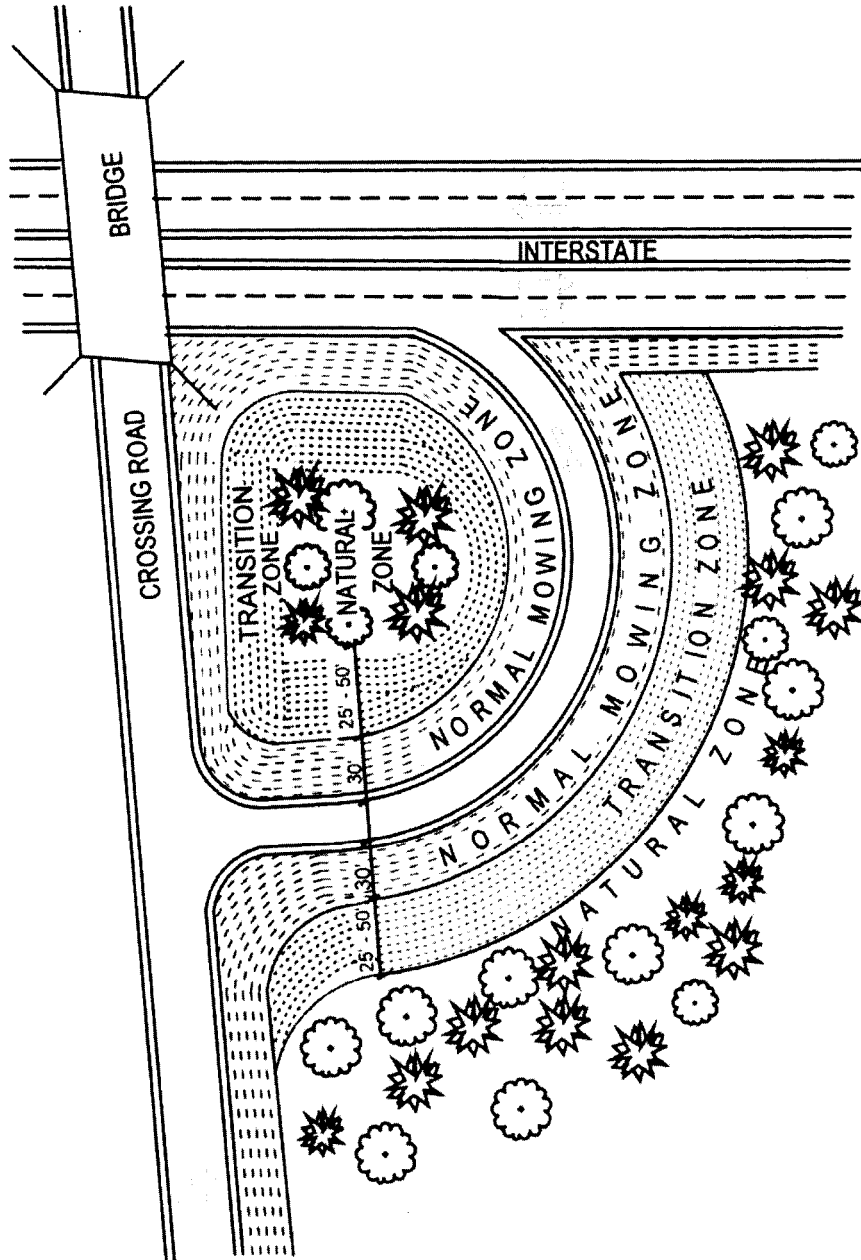 BRIDGE
INTERSTATE
CROSSING ROAD
TRANSITION
ZONE
NATURAL
ZONE
NORMAL MOWING ZONE
NORMAL MOWING ZONE
TRANSITION ZONE
NATURAL ZONE
25' - 50'
30'
30'
25' - 50'